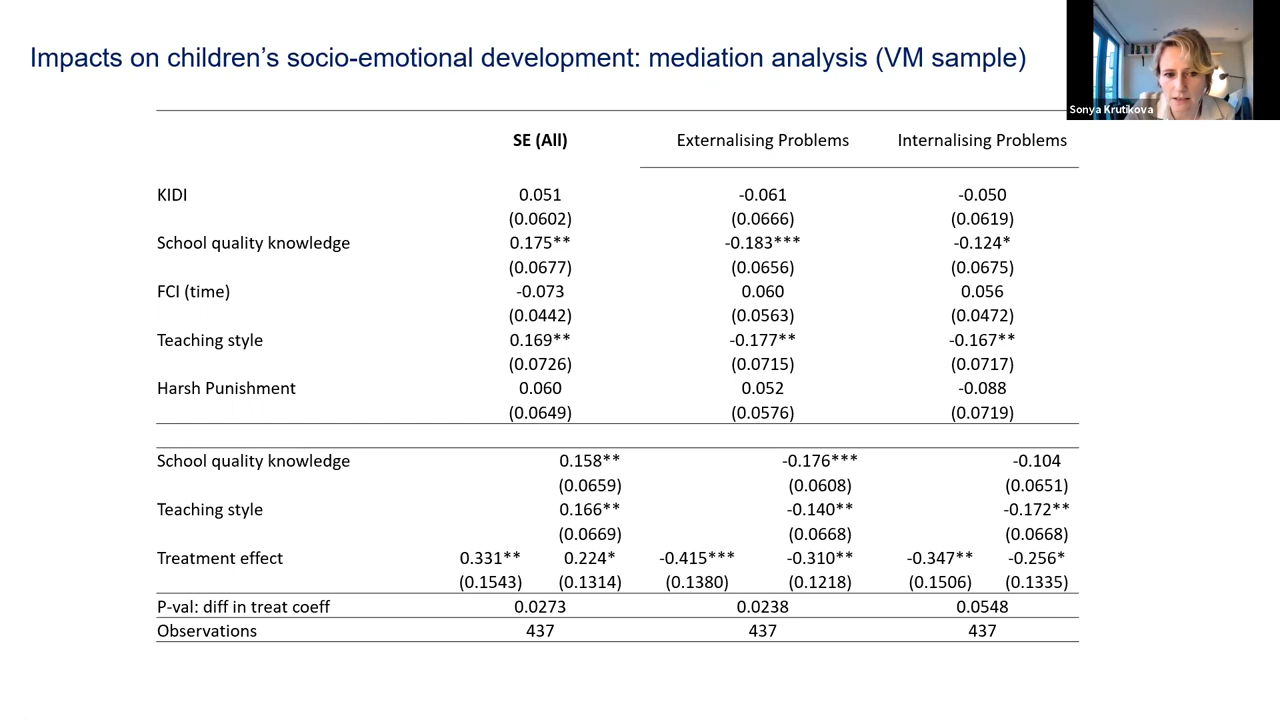 Impacts on children's socio-emotional development: mediation analysis (VM sample)
Sonya Krutikova
SE (All) Externalising Problems Internalising Problems
KIDI 0.051 -0.061 -0.050
(0.0602) (0.0666) (0.0619)
School quality knowledge 0.175** -0.183*** -0.124*
(0.0677) (0.0656) (0.0675)
FCI (time) -0.073 0.060 0.056
(0.0442) (0.0563) (0.0472)
Teaching style 0.169** -0.177** -0.167**
(0.0726) (0.0715) (0.0717)
Harsh Punishment 0.060 0.052 -0.088
(0.0649) (0.0576) (0.0719)
School quality knowledge 0.158** -0.176*** -0.104
(0.0659) (0.0608) (0.0651)
Teaching style 0.166** -0.140** -0.172**
(0.0669) (0.0668) (0.0668)
Treatment effect 0.331** 0.224* -0.415*** -0.310** -0.347** -0.256*
(0.1543) (0.1314) (0.1380) (0.1218) (0.1506) (0.1335)
P-val: diff in treat coeff 0.0273 0.0238 0.0548
Observations 437 437 437